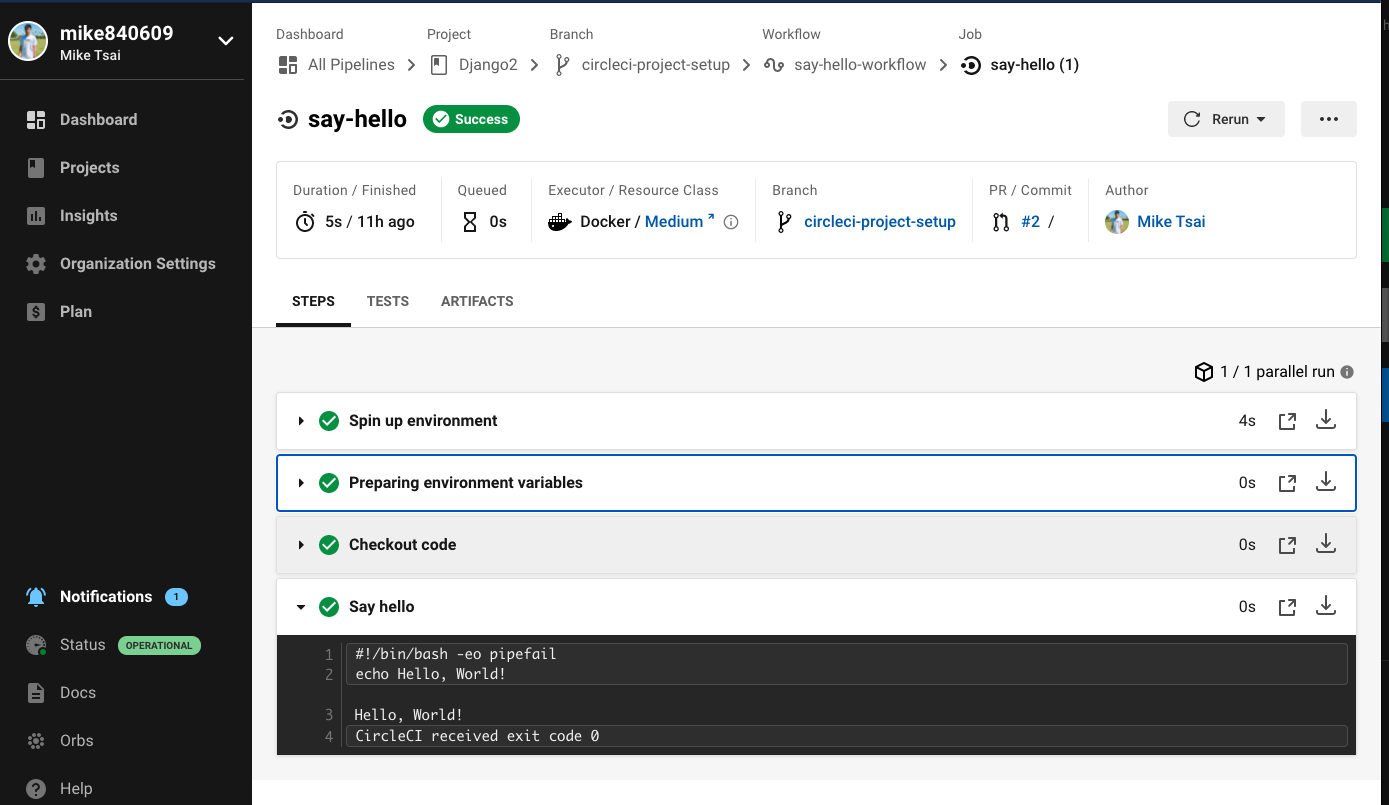 mike840609
Mike Tsai
Dashboard
Projects
Insights
Organization Settings
Plan
Notifications 1
Status OPERATIONAL
Docs
Orbs
Help
Dashboard Project Branch Workflow Job
All Pipelines Django2 circleci-project-setup say-hello-workflow say-hello (1)
say-hello Success Rerun
Duration / Finished Queued Executor / Resource Class Branch PR / Commit Author
5s / 11h ago 0s Docker / Medium circleci-project-setup #2 / Mike Tsai
STEPS TESTS ARTIFACTS
1 / 1 parallel run
Spin up environment 4s
Preparing environment variables 0s
Checkout code 0s
Say hello 0s
1 #!/bin/bash -eo pipefail
2 echo Hello, World!
3 Hello, World!
4 CircleCI received exit code 0